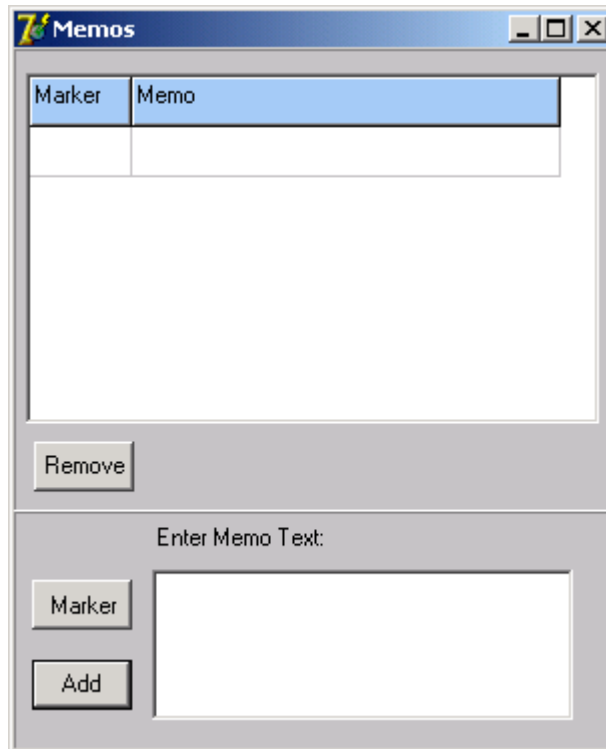 Memos
Marker Memo
Remove
Enter Memo Text:
Marker
Add